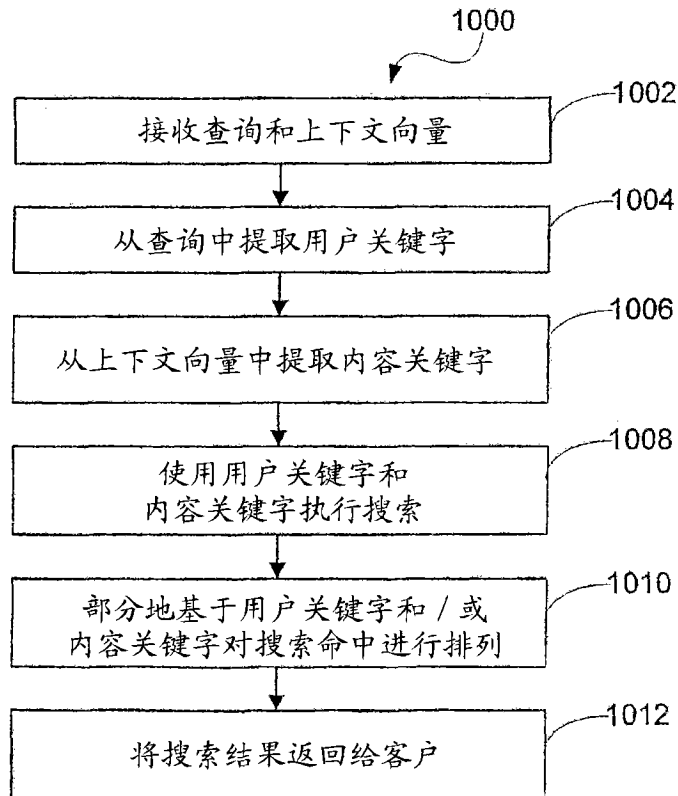 1000
1002
接收查询和上下文向量
1004
从查询中提取用户关键字
1006
从上下文向量中提取内容关键字
1008
使用用户关键字和
内容关键字执行搜索
1010
部分地基于用户关键字和/或
内容关键字对搜索命中进行排列
1012
将搜索结果返回给客户